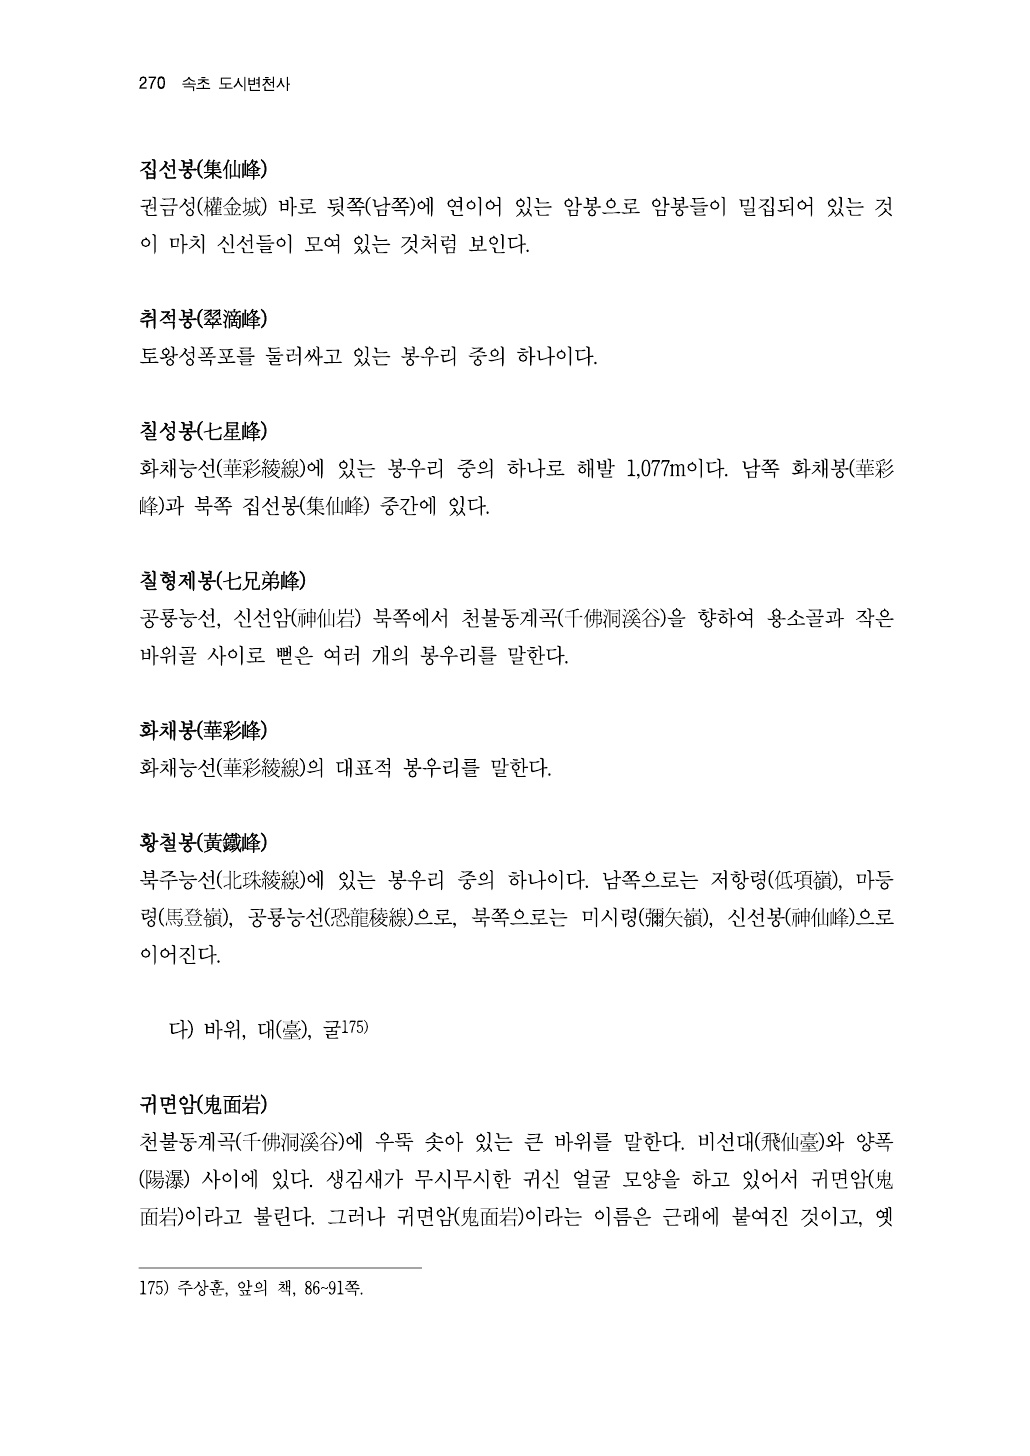 270 속초 도시변천사
집선봉(集仙峰)
권금성(權金城) 바로 뒷쪽(남쪽)에 연이어 있는 암봉으로 암봉들이 밀집되어 있는 것
이 마치 신선들이 모여 있는 것처럼 보인다.
취적봉(翠滴峰)
토왕성폭포를 둘러싸고 있는 봉우리 중의 하나이다.
칠성봉(七星峰)
화채능선(華彩綾線)에 있는 봉우리 중의 하나로 해발 1,077m이다. 남쪽 화채봉(華彩
峰)과 북쪽 집선봉(集仙峰) 중간에 있다.
칠형제봉(七兄弟峰)
공룡능선, 신선암(神仙岩) 북쪽에서 천불동계곡(千佛洞溪谷)을 향하여 용소골과 작은
바위골 사이로 뻗은 여러 개의 봉우리를 말한다.
화채봉(華彩峰)
화채능선(華彩綾線)의 대표적 봉우리를 말한다.
황철봉(黃鐵峰)
북주능선(北珠綾線)에 있는 봉우리 중의 하나이다. 남쪽으로는 저항령(低項嶺), 마등
령(馬登嶺), 공룡능선(恐龍稜線)으로, 북쪽으로는 미시령(彌矢嶺), 신선봉(神仙峰)으로
이어진다.
다) 바위, 대(臺), 굴175)
귀면암(鬼面岩)
천불동계곡(千佛洞溪谷)에 우뚝 솟아 있는 큰 바위를 말한다. 비선대(飛仙臺)와 양폭
(陽瀑) 사이에 있다. 생김새가 무시무시한 귀신 얼굴 모양을 하고 있어서 귀면암(鬼
面岩)이라고 불린다. 그러나 귀면암(鬼面岩)이라는 이름은 근래에 붙여진 것이고, 옛
175) 주상훈, 앞의 책, 86~91쪽.